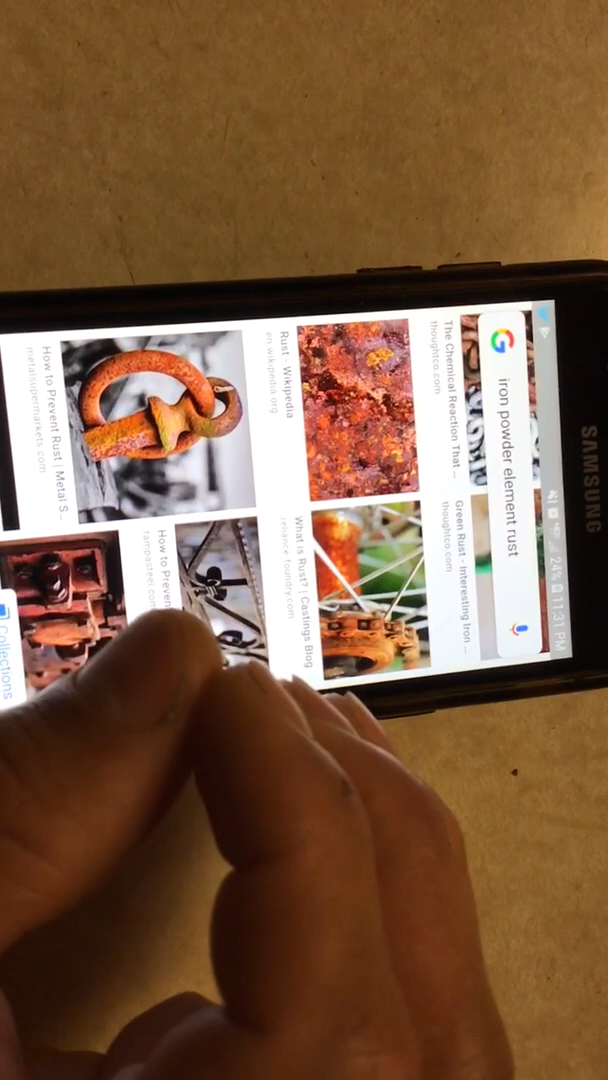 SAMSUNG
24% 11:31 PM
iron powder element rust
The Chemical Reaction That ...
thoughtco.com
Green Rust - Interesting Iron ...
thoughtco.com
Rust - Wikipedia
en.wikipedia.org
What is Rust? | Castings Blog
reliance-foundry.com
How to Prevent Rust | Metal S...
metalsupermarkets.com
How to Preven
tampasteel.com
Collections